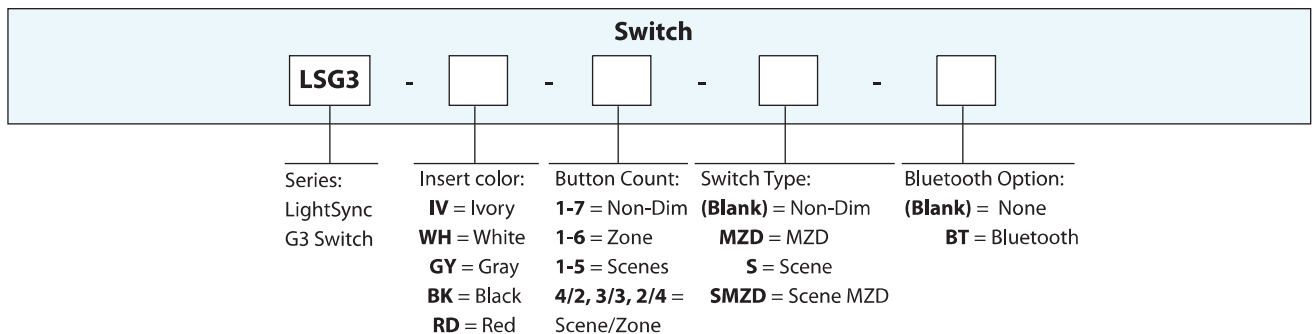 Switch
LSG3 - - - -
Series:
LightSync
G3 Switch
Insert color:
IV = Ivory
WH = White
GY = Gray
BK = Black
RD = Red
Button Count:
1-7 = Non-Dim
1-6 = Zone
1-5 = Scenes
4/2, 3/3, 2/4 =
Scene/Zone
Switch Type:
(Blank) = Non-Dim
MZD = MZD
S = Scene
SMZD = Scene MZD
Bluetooth Option:
(Blank) = None
BT = Bluetooth